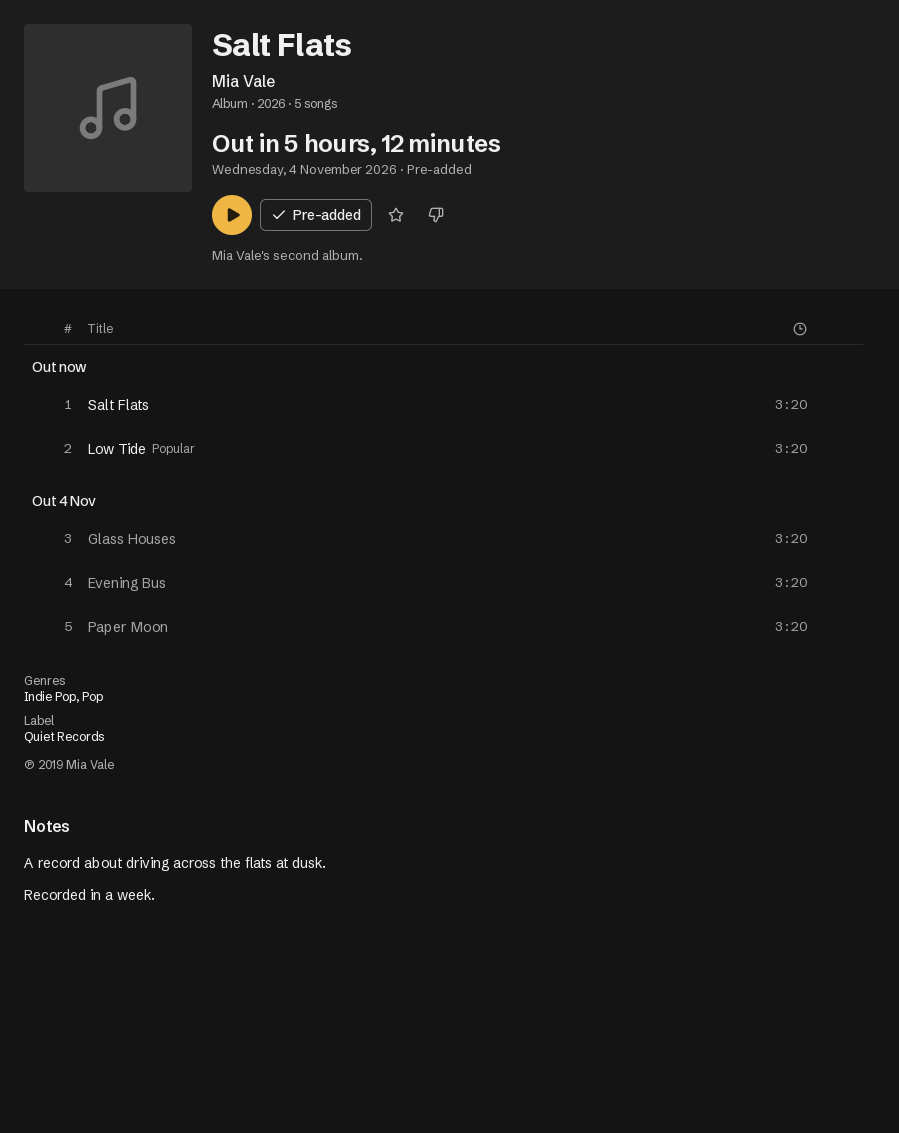 Salt Flats
Mia Vale
Album · 2026 · 5 songs
Out in 5 hours, 12 minutes
Wednesday, 4 November 2026 · Pre-added
Pre-added
Mia Vale's second album.
# Title
Out now
1 Salt Flats 3:20
2 Low Tide Popular 3:20
Out 4 Nov
3 Glass Houses 3:20
4 Evening Bus 3:20
5 Paper Moon 3:20
Genres
Indie Pop, Pop
Label
Quiet Records
℗ 2019 Mia Vale
Notes
A record about driving across the flats at dusk.
Recorded in a week.